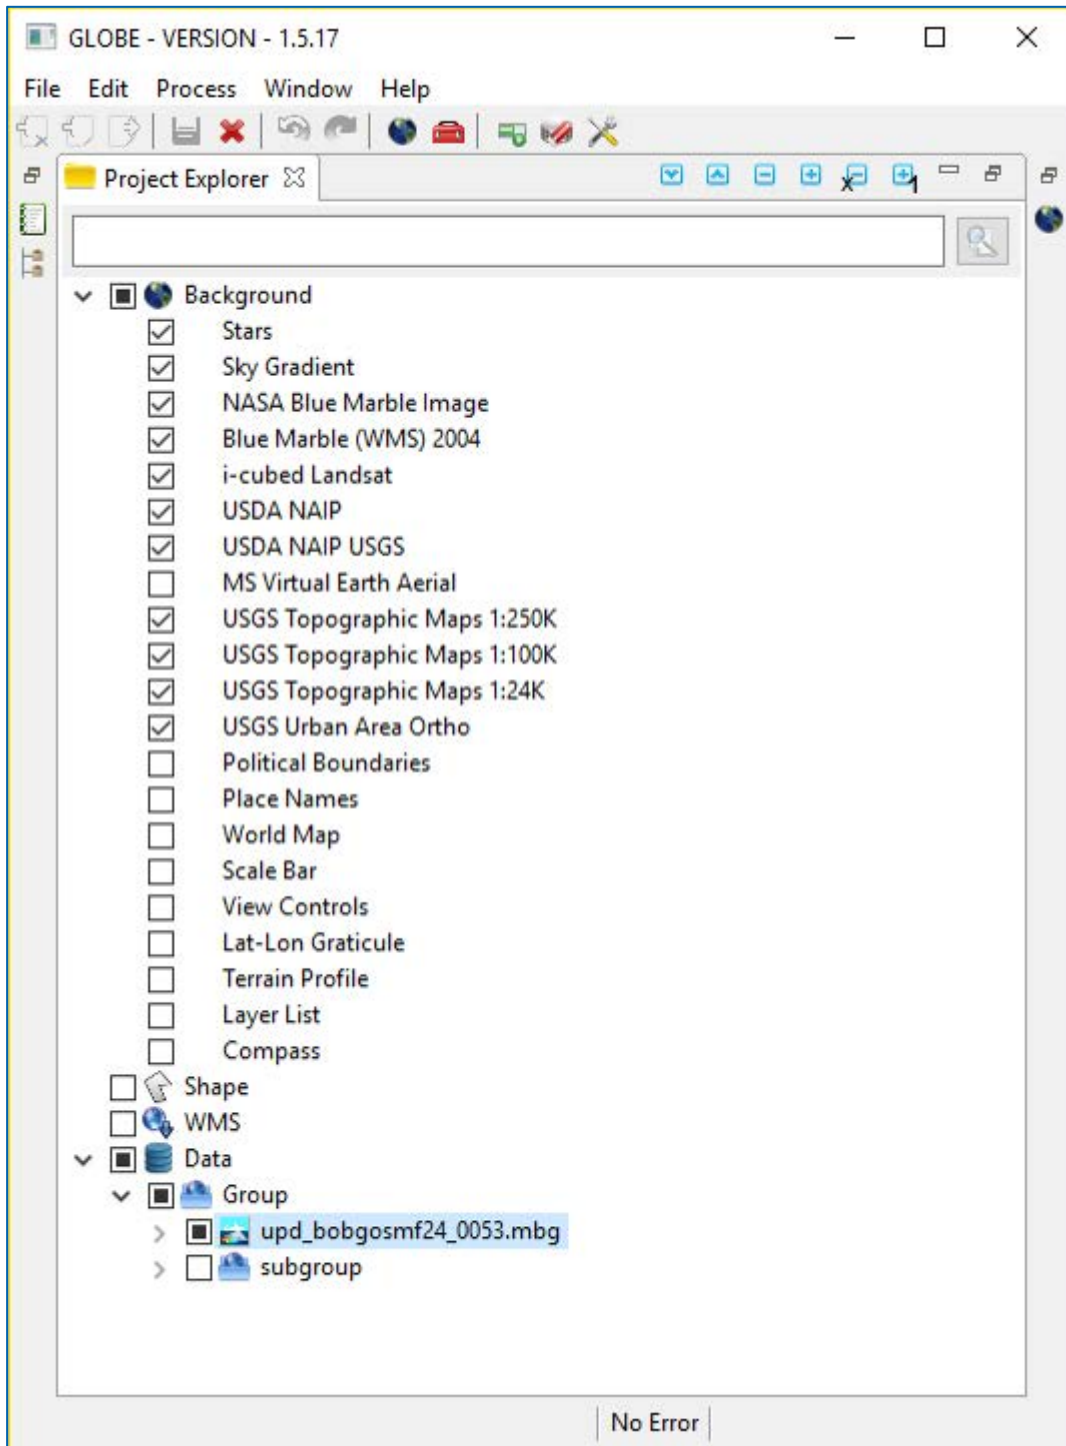 GLOBE - VERSION - 1.5.17
File Edit Process Window Help
Project Explorer
x 1
Background
Stars
Sky Gradient
NASA Blue Marble Image
Blue Marble (WMS) 2004
i-cubed Landsat
USDA NAIP
USDA NAIP USGS
MS Virtual Earth Aerial
USGS Topographic Maps 1:250K
USGS Topographic Maps 1:100K
USGS Topographic Maps 1:24K
USGS Urban Area Ortho
Political Boundaries
Place Names
World Map
Scale Bar
View Controls
Lat-Lon Graticule
Terrain Profile
Layer List
Compass
Shape
WMS
Data
Group
upd_bobgosmf24_0053.mbg
subgroup
No Error